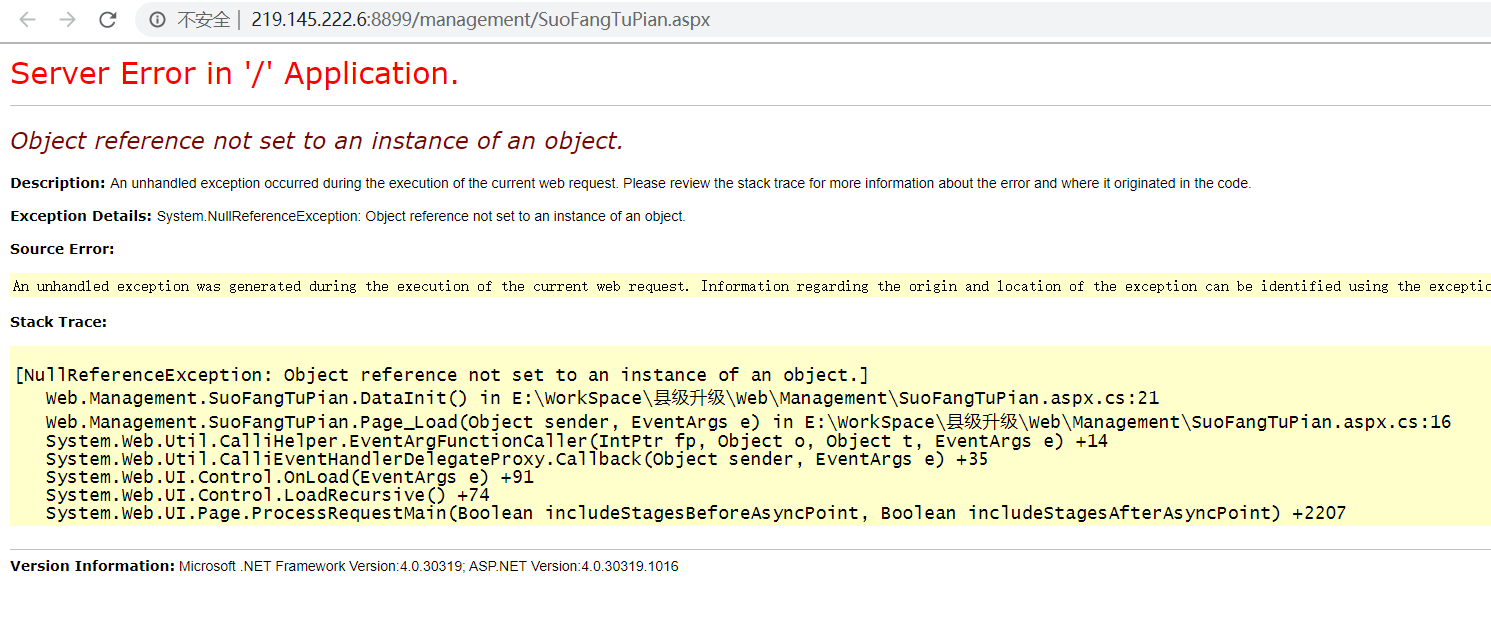 不安全 | 219.145.222.6:8899/management/SuoFangTuPian.aspx
Server Error in '/' Application.
Object reference not set to an instance of an object.
Description: An unhandled exception occurred during the execution of the current web request. Please review the stack trace for more information about the error and where it originated in the code.
Exception Details: System.NullReferenceException: Object reference not set to an instance of an object.
Source Error:
An unhandled exception was generated during the execution of the current web request. Information regarding the origin and location of the exception can be identified using the
Stack Trace:
[NullReferenceException: Object reference not set to an instance of an object.]
Web.Management.SuoFangTuPian.DataInit() in E:\WorkSpace\县级升级\Web\Management\SuoFangTuPian.aspx.cs:21
Web.Management.SuoFangTuPian.Page_Load(Object sender, EventArgs e) in E:\WorkSpace\县级升级\Web\Management\SuoFangTuPian.aspx.cs:16
System.Web.Util.CalliHelper.EventArgFunctionCaller(IntPtr fp, Object o, Object t, EventArgs e) +14
System.Web.Util.CalliEventHandlerDelegateProxy.Callback(Object sender, EventArgs e) +35
System.Web.UI.Control.OnLoad(EventArgs e) +91
System.Web.UI.Control.LoadRecursive() +74
System.Web.UI.Page.ProcessRequestMain(Boolean includeStagesBeforeAsyncPoint, Boolean includeStagesAfterAsyncPoint) +2207
Version Information: Microsoft .NET Framework Version:4.0.30319; ASP.NET Version:4.0.30319.1016